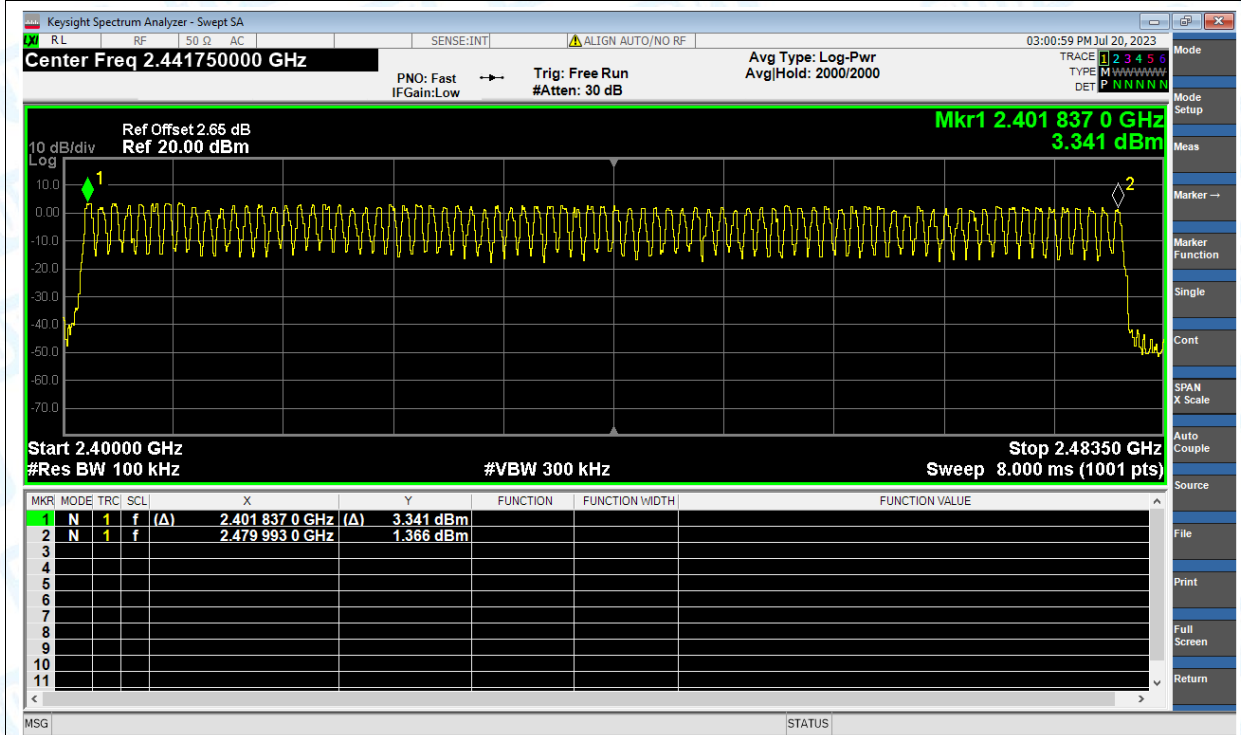 Keysight Spectrum Analyzer - Swept SA
LXI RL RF 50 Ω AC SENSE:INT ALIGN AUTO/NO RF 03:00:59 PM Jul 20, 2023
Center Freq 2.441750000 GHz
PNO: Fast
IFGain:Low
Trig: Free Run
#Atten: 30 dB
Avg Type: Log-Pwr
Avg|Hold: 2000/2000
TRACE 1 2 3 4 5 6
TYPE M WWWWW
DET P N N N N N
Ref Offset 2.65 dB
Ref 20.00 dBm
10 dB/div
Log
Mkr1 2.401 837 0 GHz
3.341 dBm
1
2
10.0
0.00
-10.0
-20.0
-30.0
-40.0
-50.0
-60.0
-70.0
Start 2.40000 GHz
Stop 2.48350 GHz
#Res BW 100 kHz
#VBW 300 kHz
Sweep 8.000 ms (1001 pts)
MKR MODE TRC SCL X Y FUNCTION FUNCTION WIDTH FUNCTION VALUE
1 N 1 f (Δ) 2.401 837 0 GHz (Δ) 3.341 dBm
2 N 1 f 2.479 993 0 GHz 1.366 dBm
3
4
5
6
7
8
9
10
11
MSG
STATUS
Mode
Mode
Setup
Meas
Marker →
Marker
Function
Single
Cont
SPAN
X Scale
Auto
Couple
Source
File
Print
Full
Screen
Return